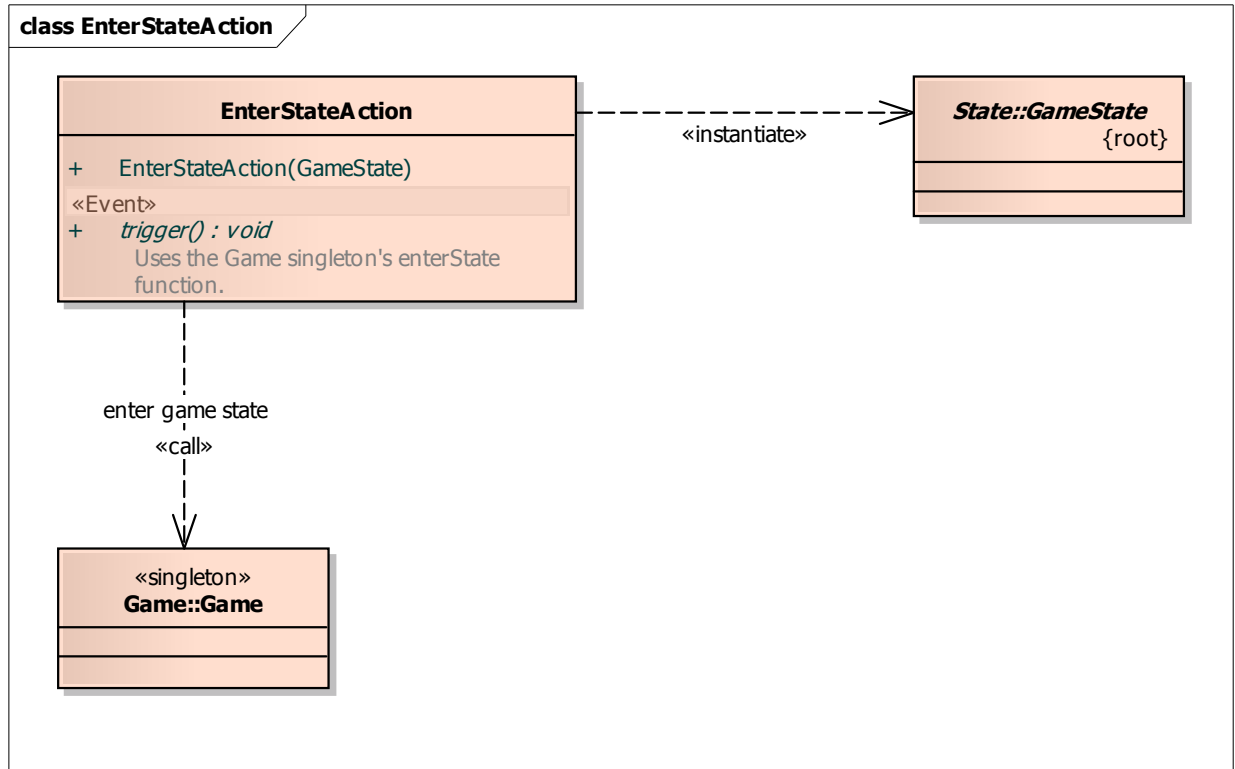 class EnterStateAction
EnterStateAction
+ EnterStateAction(GameState)
«Event»
+ trigger() : void
Uses the Game singleton's enterState
function.
«instantiate»
State::GameState
{root}
enter game state
«call»
«singleton»
Game::Game